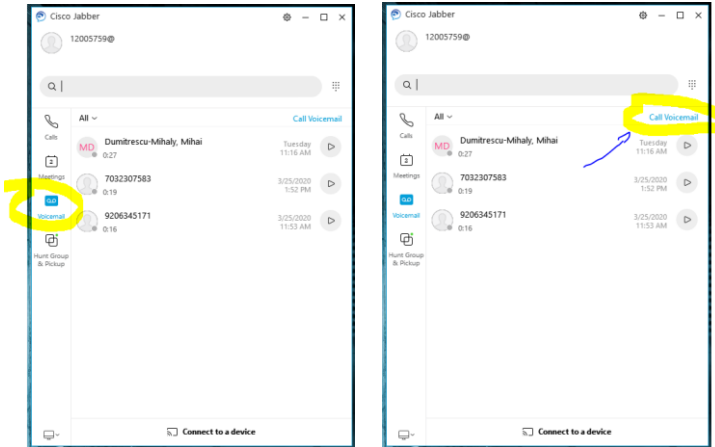 Cisco Jabber
12005759@
Calls
Meetings
Voicemail
Hunt Group
& Pickup
All
Call Voicemail
MD
Dumitrescu-Mihaly, Mihai
0:27
Tuesday
11:16 AM
7032307583
0:19
3/25/2020
1:52 PM
9206345171
0:16
3/25/2020
11:53 AM
Connect to a device
Cisco Jabber
12005759@
Calls
Meetings
Voicemail
Hunt Group
& Pickup
All
Call Voicemail
MD
Dumitrescu-Mihaly, Mihai
0:27
Tuesday
11:16 AM
7032307583
0:19
3/25/2020
1:52 PM
9206345171
0:16
3/25/2020
11:53 AM
Connect to a device